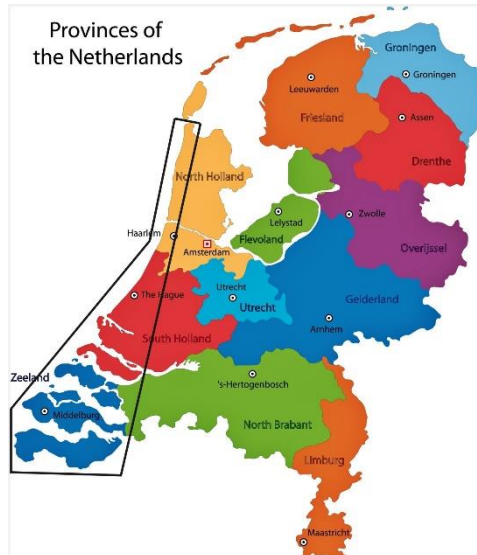 Provinces of
the Netherlands
Groningen
Groningen
Leeuwarden
Friesland
Assen
Drenthe
North Holland
Zwolle
Lelystad
Flevoland
Overijssel
Haarlem
Amsterdam
Utrecht
Utrecht
Gelderland
The Hague
Arnhem
South Holland
Zeeland
's-Hertogenbosch
Middelburg
North Brabant
Limburg
Maastricht